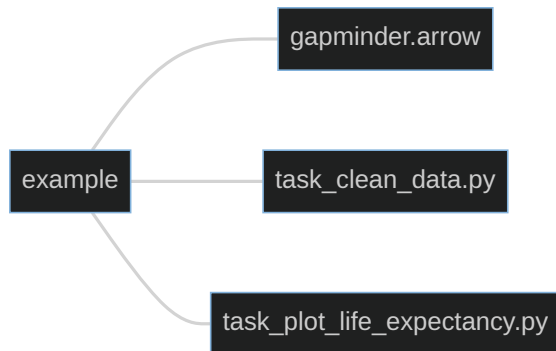 gapminder.arrow
example
task_clean_data.py
task_plot_life_expectancy.py